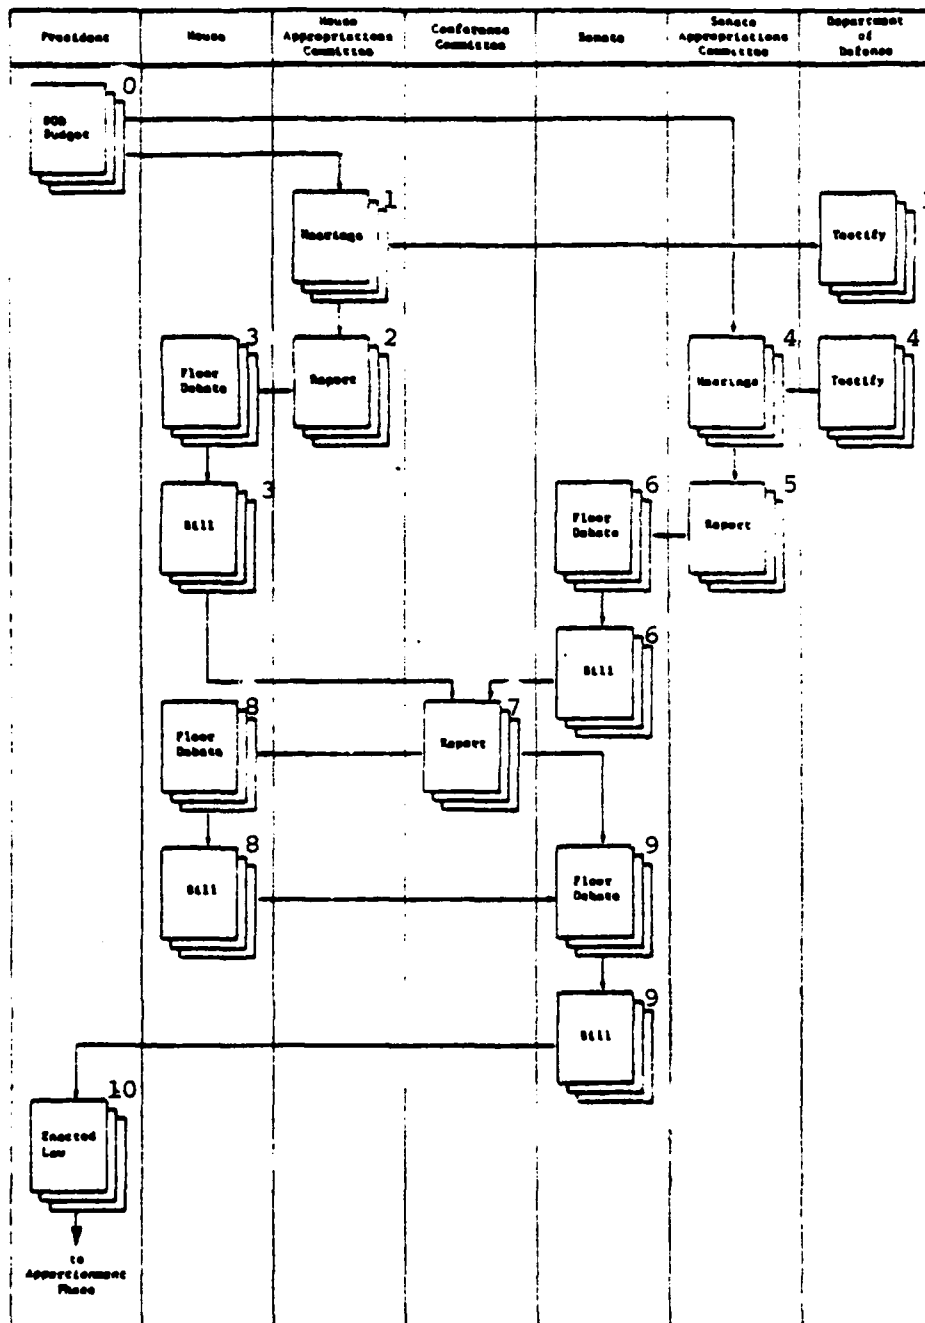 President
House
House
Appropriations
Committee
Conference
Committee
Senate
Senate
Appropriations
Committee
Department
of
Defense
0
DOD
Budget
1
Hearings
Testify
3
Floor
Debate
2
Report
4
Hearings
4
Testify
3
Bill
6
Floor
Debate
5
Report
6
Bill
8
Floor
Debate
7
Report
8
Bill
9
Floor
Debate
9
Bill
10
Enacted
Law
to
Apportionment
Phase